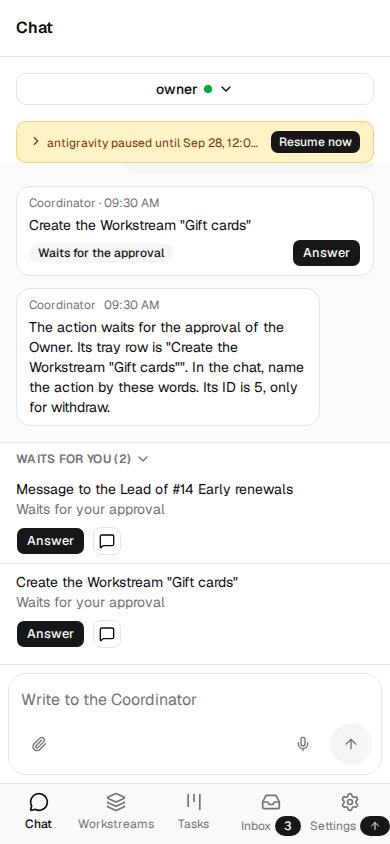 Chat
owner
antigravity paused until Sep 28, 12:0...
Resume now
Coordinator · 09:30 AM
Create the Workstream "Gift cards"
Waits for the approval
Answer
Coordinator 09:30 AM
The action waits for the approval of the
Owner. Its tray row is "Create the
Workstream "Gift cards"". In the chat, name
the action by these words. Its ID is 5, only
for withdraw.
WAITS FOR YOU (2)
Message to the Lead of #14 Early renewals
Waits for your approval
Answer
Create the Workstream "Gift cards"
Waits for your approval
Answer
Write to the Coordinator
Chat
Workstreams
Tasks
Inbox 3
Settings